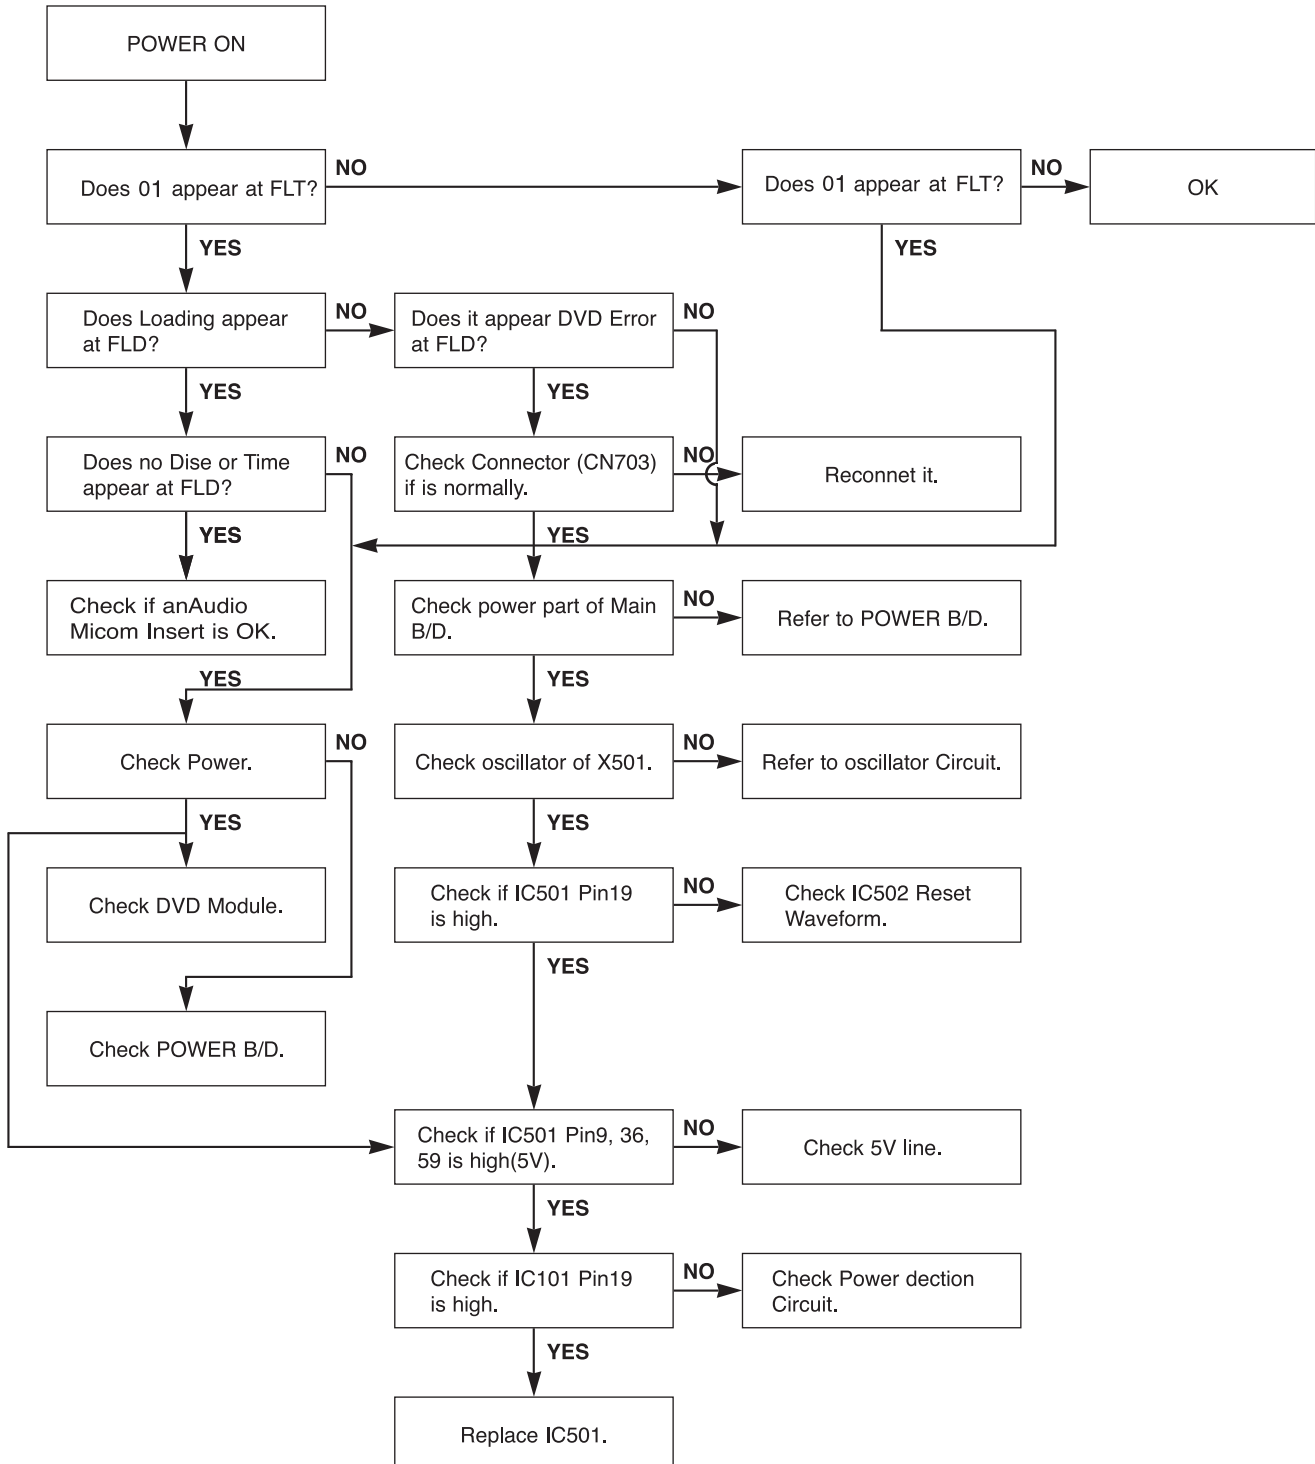 POWER ON
Does 01 appear at FLT?
NO
Does 01 appear at FLT?
NO
OK
YES
YES
Does Loading appear
at FLD?
NO
Does it appear DVD Error
at FLD?
NO
YES
YES
Does no Dise or Time
appear at FLD?
NO
Check Connector (CN703)
if is normally.
NO
Reconnet it.
YES
YES
Check if anAudio
Micom Insert is OK.
Check power part of Main
B/D.
NO
Refer to POWER B/D.
YES
YES
Check Power.
NO
Check oscillator of X501.
NO
Refer to oscillator Circuit.
YES
YES
Check DVD Module.
Check if IC501 Pin19
is high.
NO
Check IC502 Reset
Waveform.
YES
Check POWER B/D.
Check if IC501 Pin9, 36,
59 is high(5V).
NO
Check 5V line.
YES
Check if IC101 Pin19
is high.
NO
Check Power dection
Circuit.
YES
Replace IC501.